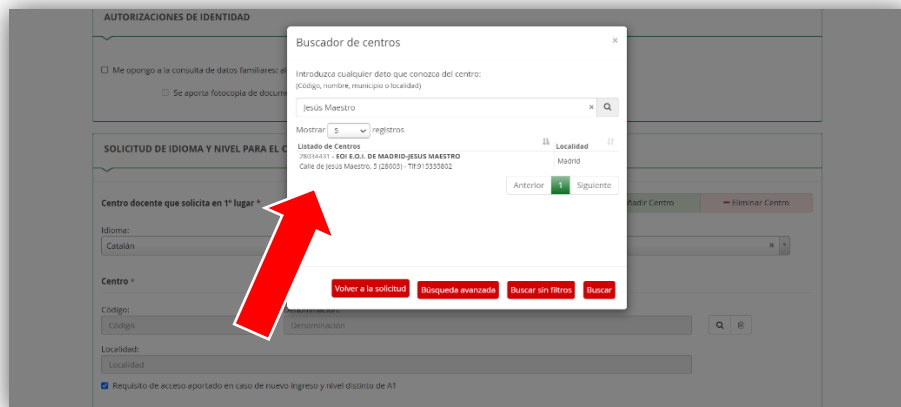 AUTORIZACIONES DE IDENTIDAD
Me opongo a la consulta de datos familiares: al
Se aporta fotocopia de docume
SOLICITUD DE IDIOMA Y NIVEL PARA EL C
Centro docente que solicita en 1º lugar *
ñadir Centro
Eliminar Centro
Idioma:
Catalán
Centro *
Código:
Denominación:
Código
Denominación
Localidad:
Localidad
Requisito de acceso aportado en caso de nuevo ingreso y nivel distinto de A1
Buscador de centros
Introduzca cualquier dato que conozca del centro:
(Código, nombre, municipio o localidad)
Jesús Maestro
Mostrar 5 registros
Listado de Centros Localidad
28034431 - EOI E.O.I. DE MADRID-JESUS MAESTRO
Madrid
Calle de Jesús Maestro, 5 (28003) - Tlf:915335802
Anterior 1 Siguiente
Volver a la solicitud Búsqueda avanzada Buscar sin filtros Buscar